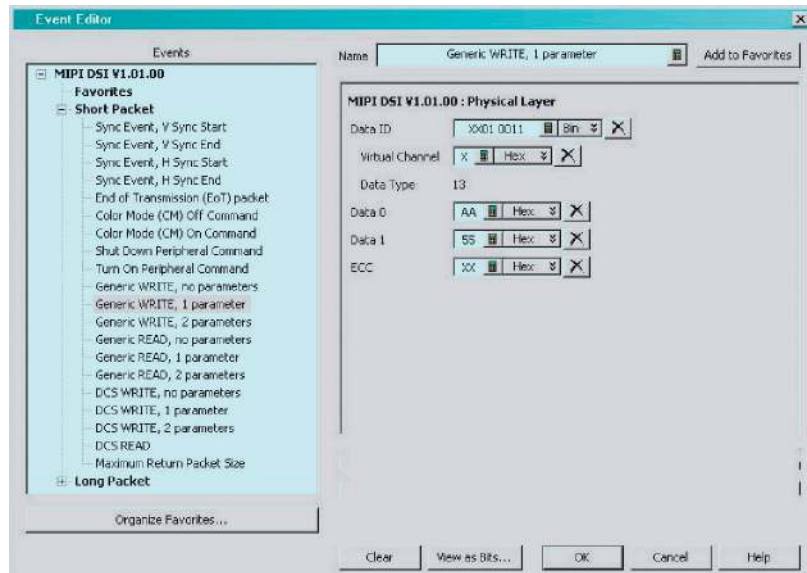 Event Editor
Events
MIPI DSI V1.01.00
Favorites
Short Packet
Sync Event, V Sync Start
Sync Event, V Sync End
Sync Event, H Sync Start
Sync Event, H Sync End
End of Transmission (EoT) packet
Color Mode (CM) Off Command
Color Mode (CM) On Command
Shut Down Peripheral Command
Turn On Peripheral Command
Generic WRITE, no parameters
Generic WRITE, 1 parameter
Generic WRITE, 2 parameters
Generic READ, no parameters
Generic READ, 1 parameter
Generic READ, 2 parameters
DCS WRITE, no parameters
DCS WRITE, 1 parameter
DCS WRITE, 2 parameters
DCS READ
Maximum Return Packet Size
Long Packet
Organize Favorites...
Name Generic WRITE, 1 parameter Add to Favorites
MIPI DSI V1.01.00 : Physical Layer
Data ID XX01 0011 Bin
Virtual Channel X Hex
Data Type 13
Data 0 AA Hex
Data 1 55 Hex
ECC XX Hex
Clear View as Bits... OK Cancel Help